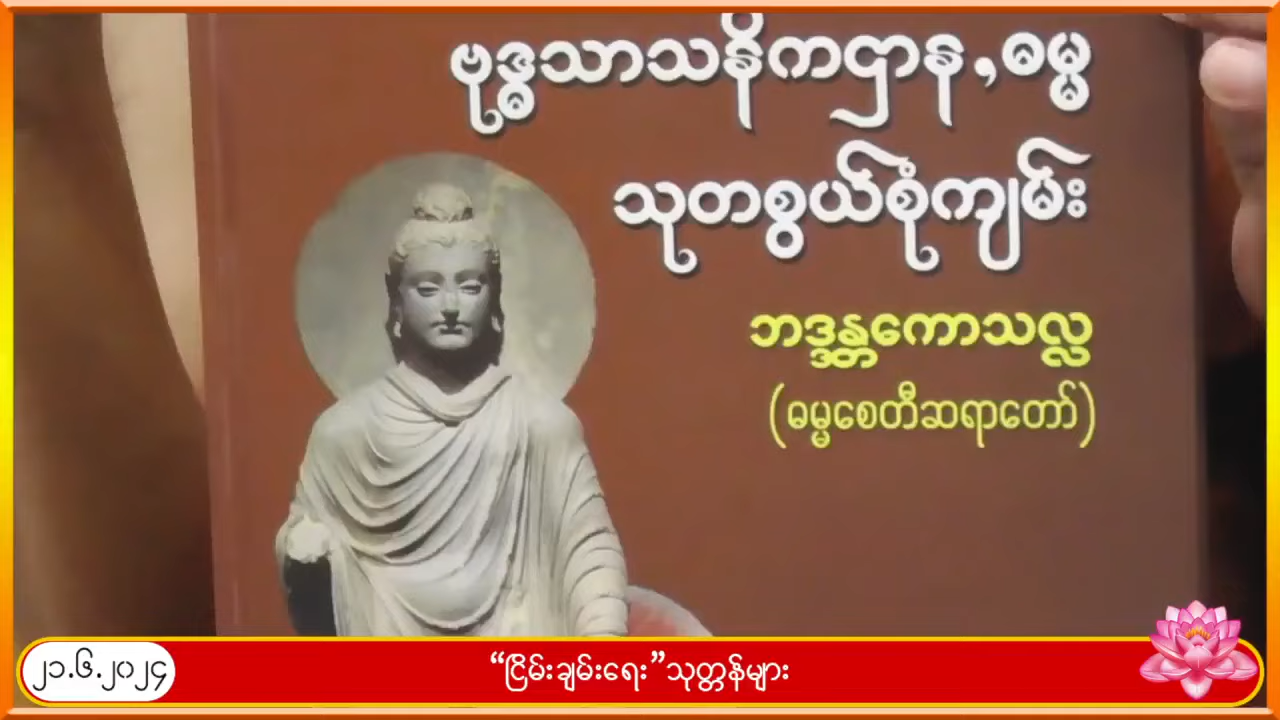 ဗုဒ္ဓသာသနိကဌာန,ဓမ္မ
သုတစွယ်စုံကျမ်း
ဘဒ္ဒန္တကောသလ္လ
(ဓမ္မစေတီဆရာတော်)
၂၁.၆.၂၀၂၄
“ငြိမ်းချမ်းရေး”သုတ္တန်များ